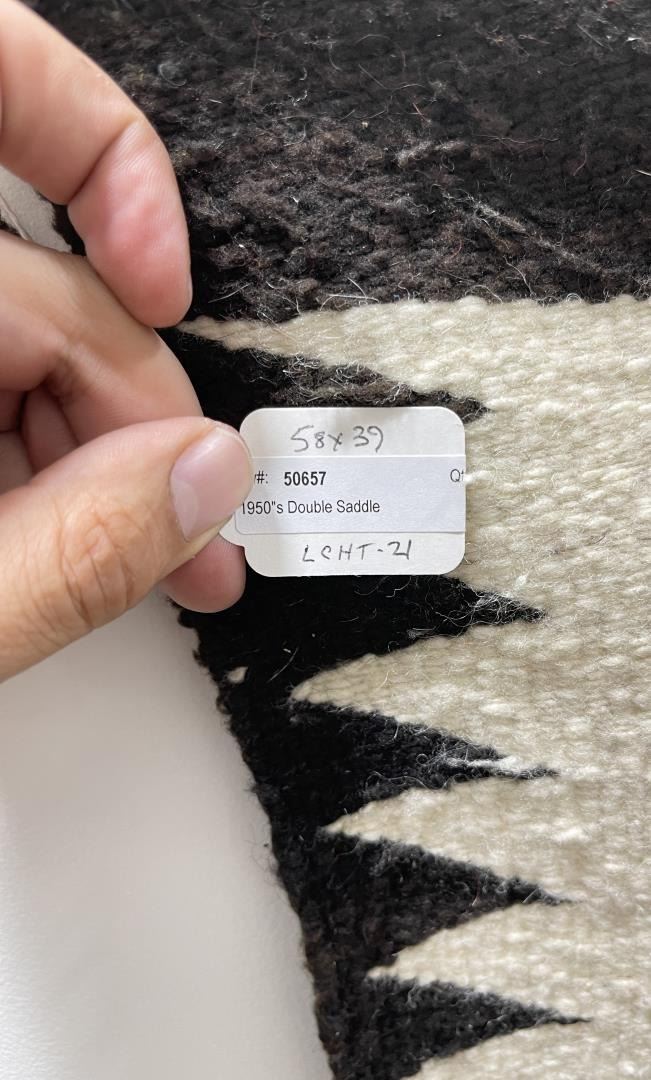 58x39
#: 50657
1950"s Double Saddle
LCHT-21